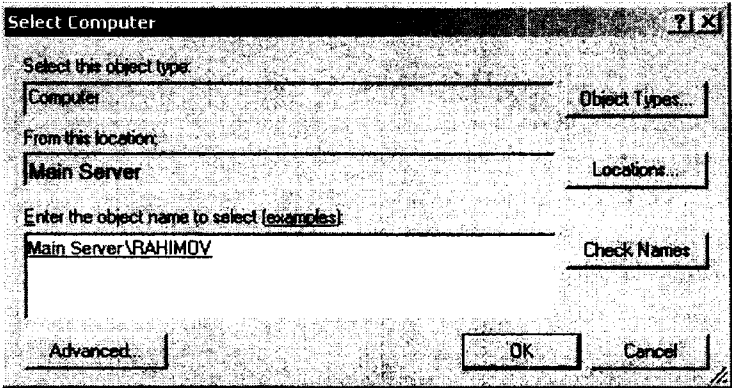 Select Computer
Select this object type:
Computer
Object Types...
From this location:
Main Server
Locations...
Enter the object name to select (examples):
Main Server\RAHIMOV
Check Names
Advanced...
OK
Cancel